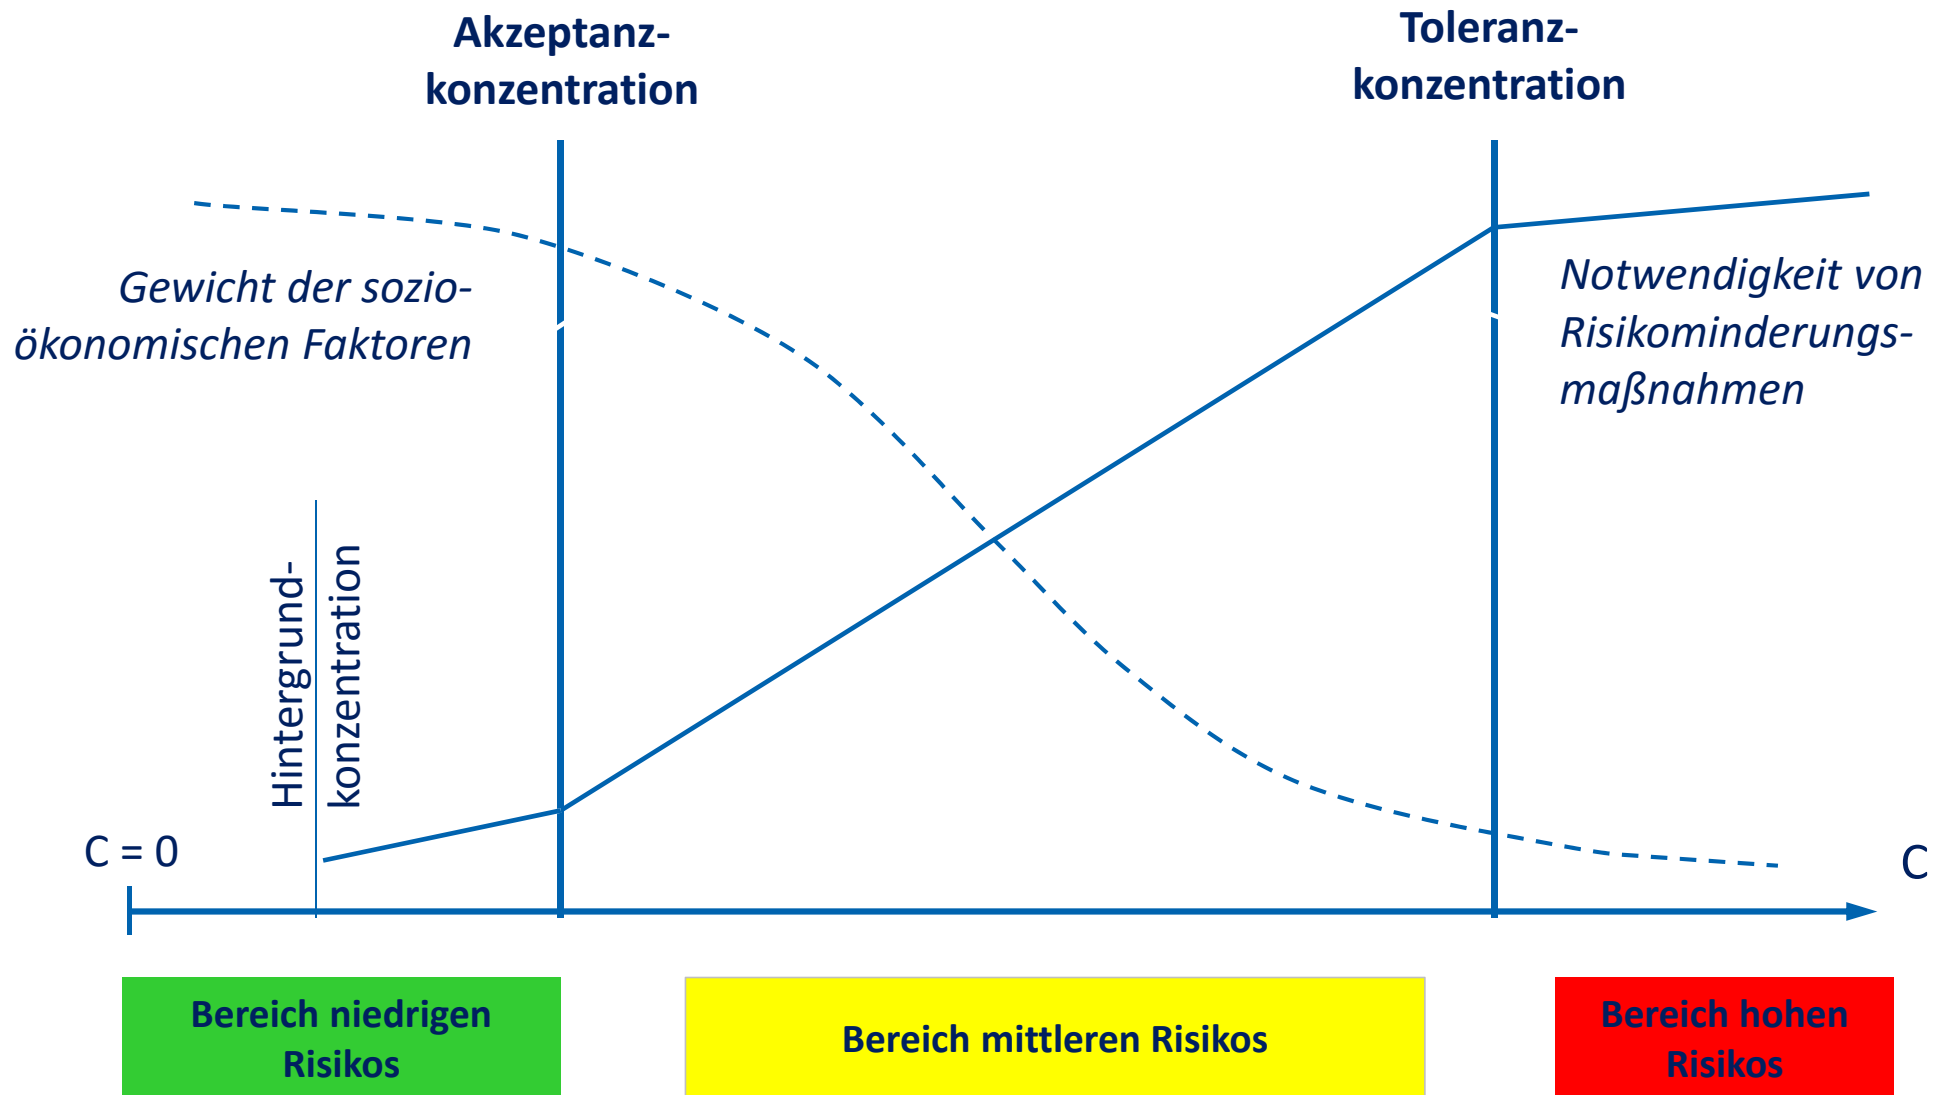 Akzeptanz-
konzentration
Toleranz-
konzentration
Gewicht der sozio-
ökonomischen Faktoren
Notwendigkeit von
Risikominderungs-
maßnahmen
Hintergrund-
konzentration
C = 0
C
Bereich niedrigen
Risikos
Bereich mittleren Risikos
Bereich hohen
Risikos